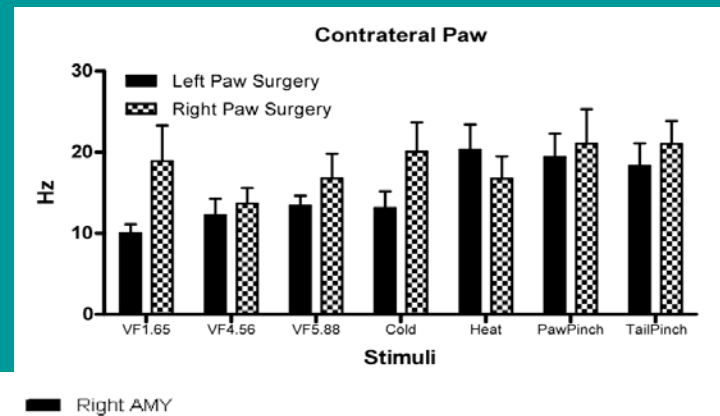 Contrateral Paw
30
Left Paw Surgery
Right Paw Surgery
20
Hz
10
0
VF1.65 VF4.56 VF5.88 Cold Heat PawPinch TailPinch
Stimuli
Right AMY